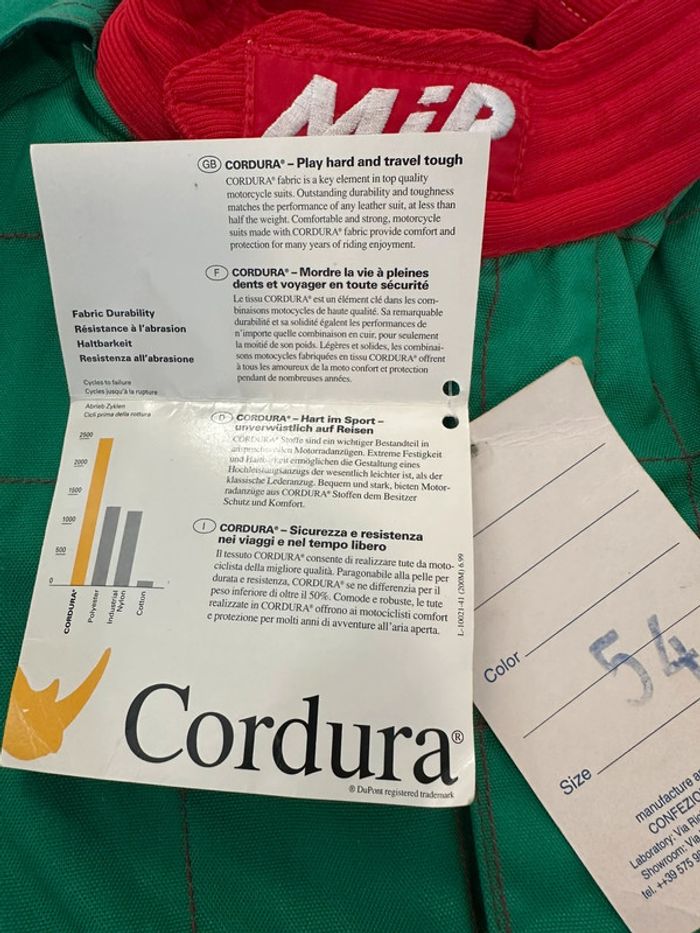 MiP
GB CORDURA® – Play hard and travel tough
CORDURA® fabric is a key element in top quality
motorcycle suits. Outstanding durability and toughness
matches the performance of any leather suit, at less than
half the weight. Comfortable and strong, motorcycle
suits made with CORDURA® fabric provide comfort and
protection for many years of riding enjoyment.
F CORDURA® – Mordre la vie à pleines
dents et voyager en toute sécurité
Le tissu CORDURA® est un élément clé dans les com-
binaisons motocycles de haute qualité. Sa remarquable
durabilité et sa solidité égalent les performances de
n'importe quelle combinaison en cuir, pour seulement
la moitié de son poids. Légères et solides, les combinai-
sons motocycles fabriquées en tissu CORDURA® offrent
à tous les amoureux de la moto confort et protection
pendant de nombreuses années.
Fabric Durability
Résistance à l'abrasion
Haltbarkeit
Resistenza all'abrasione
Cycles to failure
Cycles jusqu'à la rupture
Abrieb Zyklen
Cicli prima della rottura
2500
2000
1500
1000
500
0
CORDURA®
Polyester
Industrial Nylon
Cotton
D CORDURA® – Hart im Sport –
unverwüstlich auf Reisen
CORDURA® Stoffe sind ein wichtiger Bestandteil in
anspruchsvollen Motorradanzügen. Extreme Festigkeit
und Haltbarkeit ermöglichen die Gestaltung eines
Hochleistungsanzugs der wesentlich leichter ist, als der
klassische Lederanzug. Bequem und stark, bieten Motor-
radanzüge aus CORDURA® Stoffen dem Besitzer
Schutz und Komfort.
I CORDURA® – Sicurezza e resistenza
nei viaggi e nel tempo libero
Il tessuto CORDURA® consente di realizzare tute da moto-
ciclista della migliore qualità. Paragonabile alla pelle per
durata e resistenza, CORDURA® se ne differenzia per il
peso inferiore di oltre il 50%. Comode e robuste, le tute
realizzate in CORDURA® offrono ai motociclisti comfort
e protezione per molti anni di avventure all'aria aperta.
L-10021-41 (200M) 6.99
Cordura®
® DuPont registered trademark
Color
54
Size
manufacture
CONFEZIO
Laboratory: Via
Showroom: Via
tel. ++39 575